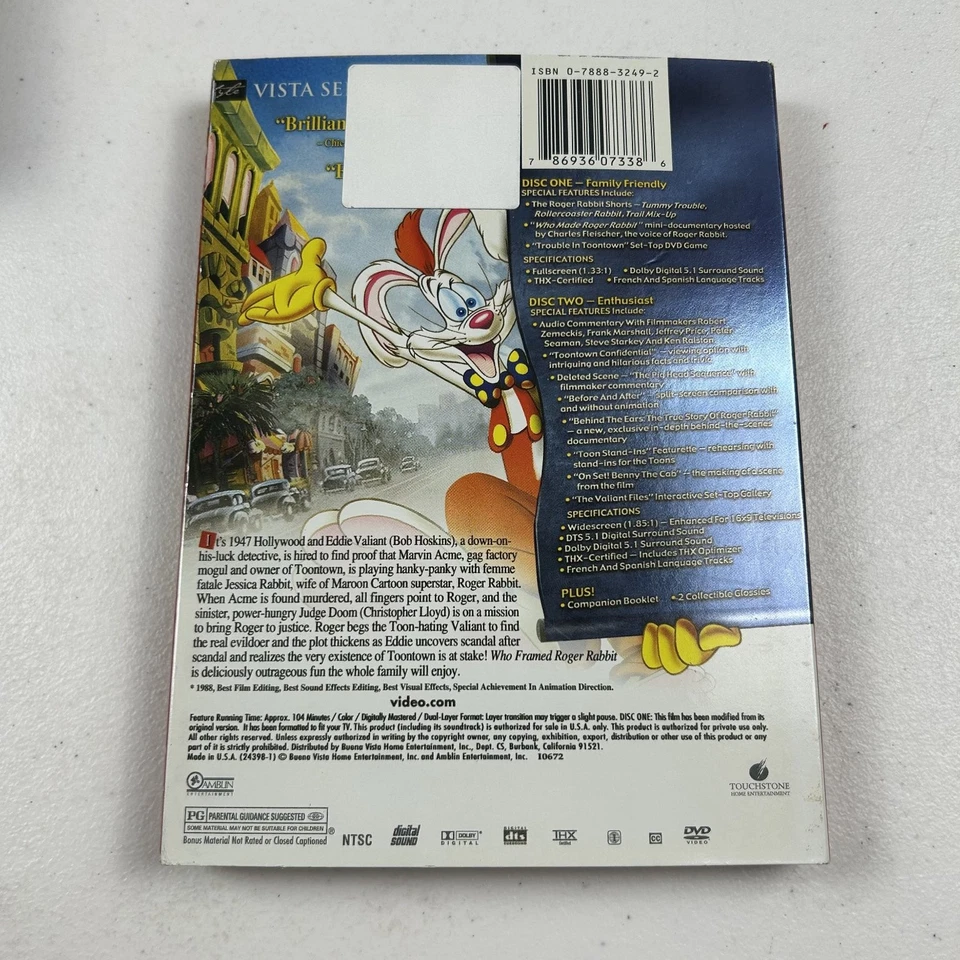 VISTA SE
"Brillian
ISBN 0-7888-3249-2
7 86936 07338 6
DISC ONE — Family Friendly
SPECIAL FEATURES Include:
• The Roger Rabbit Shorts — Tummy Trouble,
Rollercoaster Rabbit, Trail Mix-Up
• "Who Made Roger Rabbit" mini-documentary hosted
by Charles Fleischer, the voice of Roger Rabbit.
• "Trouble In Toontown" Set-Top DVD Game
SPECIFICATIONS
• Fullscreen (1.33:1) • Dolby Digital 5.1 Surround Sound
• THX-Certified • French And Spanish Language Tracks
DISC TWO — Enthusiast
SPECIAL FEATURES Include:
• Audio Commentary With Filmmakers Robert
Zemeckis, Frank Marshall, Jeffrey Price, Peter
Seaman, Steve Starkey And Ken Ralston
• "Toontown Confidential" — viewing option with
intriguing and hilarious facts and trivia
• Deleted Scene — "The Pig Head Sequence" with
filmmaker commentary
• "Before And After" — split-screen comparison with
and without animation
• "Behind The Ears: The True Story Of Roger Rabbit"
— a new, exclusive in-depth behind-the-scenes
documentary
• "Toon Stand-Ins" Featurette — rehearsing with
stand-ins for the Toons
• "On Set! Benny The Cab" — the making of a scene
from the film
• "The Valiant Files" Interactive Set-Top Gallery
SPECIFICATIONS
• Widescreen (1.85:1) — Enhanced For 16x9 Televisions
• DTS 5.1 Digital Surround Sound
• Dolby Digital 5.1 Surround Sound
• THX-Certified — Includes THX Optimizer
• French And Spanish Language Tracks
PLUS!
• Companion Booklet • 2 Collectible Glossies
It's 1947 Hollywood and Eddie Valiant (Bob Hoskins), a down-on-
his-luck detective, is hired to find proof that Marvin Acme, gag factory
mogul and owner of Toontown, is playing hanky-panky with femme
fatale Jessica Rabbit, wife of Maroon Cartoon superstar, Roger Rabbit.
When Acme is found murdered, all fingers point to Roger, and the
sinister, power-hungry Judge Doom (Christopher Lloyd) is on a mission
to bring Roger to justice. Roger begs the Toon-hating Valiant to find
the real evildoer and the plot thickens as Eddie uncovers scandal after
scandal and realizes the very existence of Toontown is at stake! Who Framed Roger Rabbit
is deliciously outrageous fun the whole family will enjoy.
* 1988, Best Film Editing, Best Sound Effects Editing, Best Visual Effects, Special Achievement In Animation Direction.
video.com
Feature Running Time: Approx. 104 Minutes / Color / Digitally Mastered / Dual-Layer Format: Layer transition may trigger a slight pause. DISC ONE: This film has been modified from its
original version. It has been formatted to fit your TV. This product (including its soundtrack) is authorized for sale in U.S.A. only. This product is authorized for private use only.
All other rights reserved. Unless expressly authorized in writing by the copyright owner, any copying, exhibition, export, distribution or other use of this product or any
part of it is strictly prohibited. Distributed by Buena Vista Home Entertainment, Inc., Dept. CS, Burbank, California 91521.
Made in U.S.A. (24398-1) © Buena Vista Home Entertainment, Inc. and Amblin Entertainment, Inc. 10672
AMBLIN
ENTERTAINMENT
TOUCHSTONE
HOME ENTERTAINMENT
PG PARENTAL GUIDANCE SUGGESTED
SOME MATERIAL MAY NOT BE SUITABLE FOR CHILDREN ®
Bonus Material Not Rated or Closed Captioned
NTSC
digital SOUND
DOLBY DIGITAL
DIGITAL dts SURROUND
THX Certified
CC
DVD VIDEO